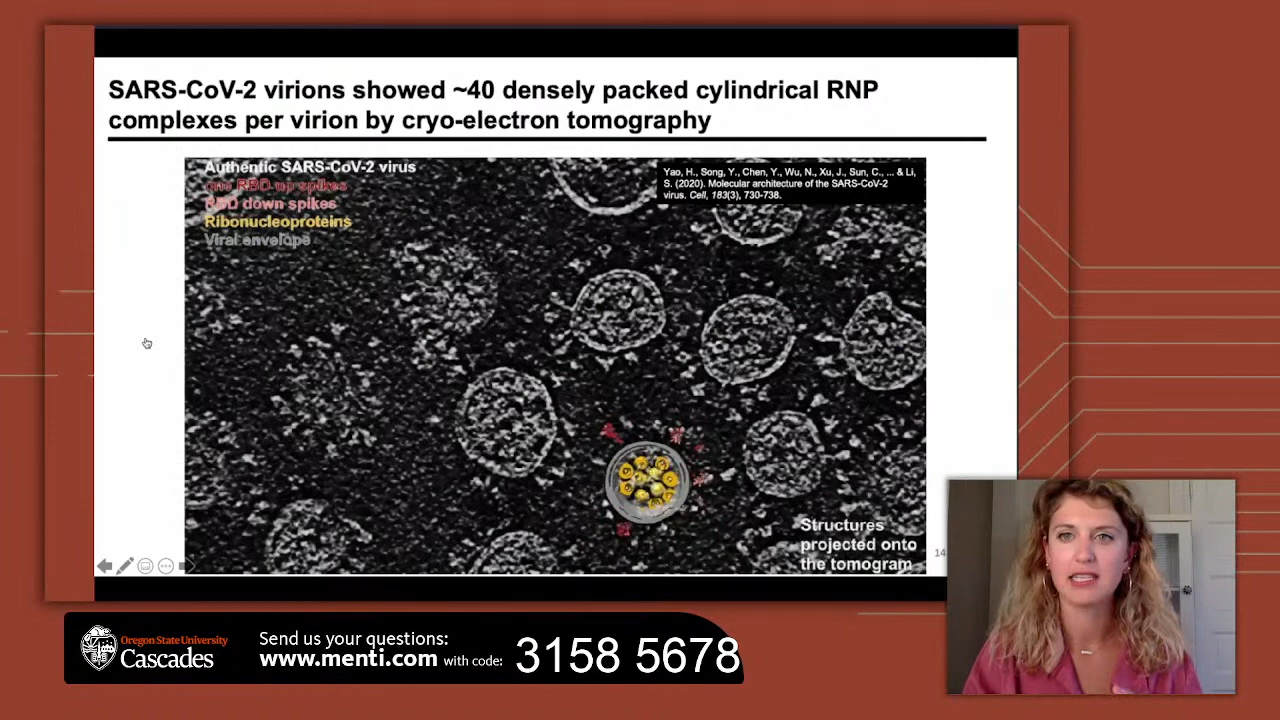 SARS-CoV-2 virions showed ~40 densely packed cylindrical RNP
complexes per virion by cryo-electron tomography
Authentic SARS-CoV-2 virus
one RBD up spikes
RBD down spikes
Ribonucleoproteins
Viral envelope
Yao, H., Song, Y., Chen, Y., Wu, N., Xu, J., Sun, C., ... & Li,
S. (2020). Molecular architecture of the SARS-CoV-2
virus. Cell, 183(3), 730-738.
Structures
projected onto
the tomogram
14
Oregon State University
Cascades
Send us your questions:
www.menti.com with code:
3158 5678